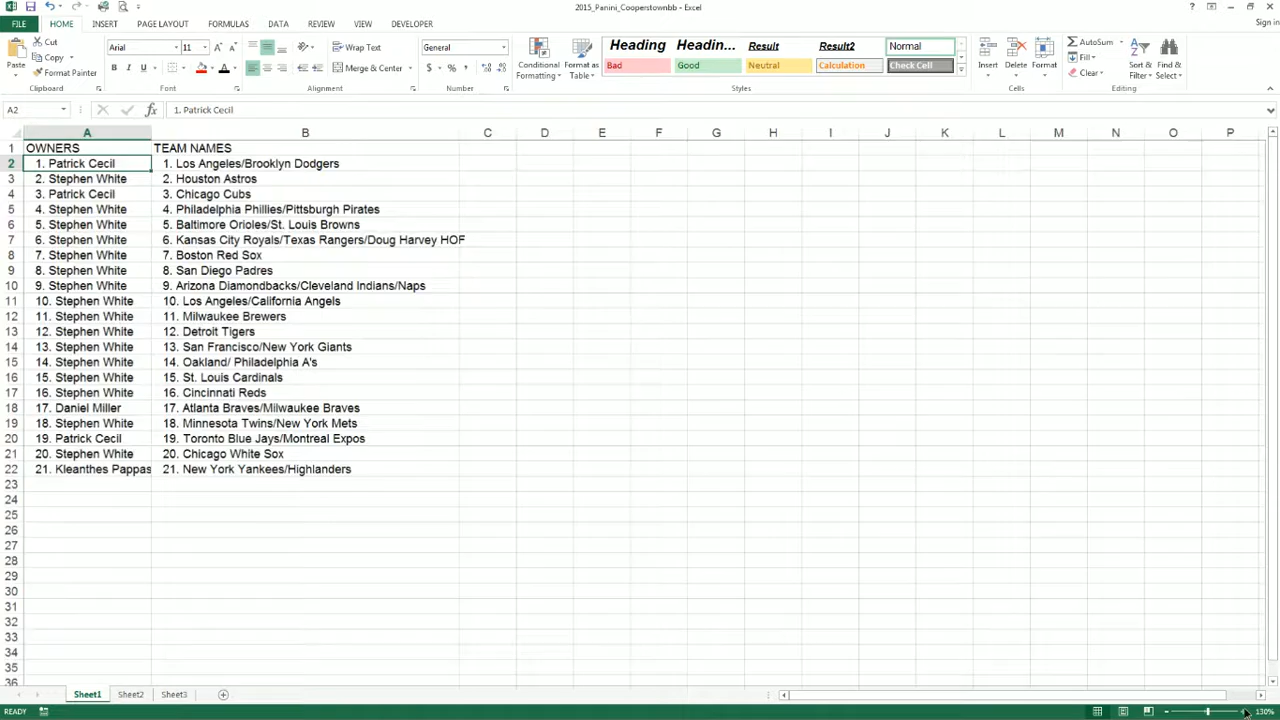 2015_Panini_Cooperstownbb - Excel
Sign in
FILE HOME INSERT PAGE LAYOUT FORMULAS DATA REVIEW VIEW DEVELOPER
Paste
Cut
Copy
Format Painter
Clipboard
Arial 11
B I U
Font
Wrap Text
Merge & Center
Alignment
General
$ % ,
Number
Conditional Formatting
Format as Table
Heading Headin... Result Result2 Normal
Bad Good Neutral Calculation Check Cell
Styles
Insert Delete Format
Cells
AutoSum
Fill
Clear
Sort & Filter
Find & Select
Editing
A2 fx 1. Patrick Cecil
A B C D E F G H I J K L M N O P
1 OWNERS TEAM NAMES
2 1. Patrick Cecil 1. Los Angeles/Brooklyn Dodgers
3 2. Stephen White 2. Houston Astros
4 3. Patrick Cecil 3. Chicago Cubs
5 4. Stephen White 4. Philadelphia Phillies/Pittsburgh Pirates
6 5. Stephen White 5. Baltimore Orioles/St. Louis Browns
7 6. Stephen White 6. Kansas City Royals/Texas Rangers/Doug Harvey HOF
8 7. Stephen White 7. Boston Red Sox
9 8. Stephen White 8. San Diego Padres
10 9. Stephen White 9. Arizona Diamondbacks/Cleveland Indians/Naps
11 10. Stephen White 10. Los Angeles/California Angels
12 11. Stephen White 11. Milwaukee Brewers
13 12. Stephen White 12. Detroit Tigers
14 13. Stephen White 13. San Francisco/New York Giants
15 14. Stephen White 14. Oakland/ Philadelphia A's
16 15. Stephen White 15. St. Louis Cardinals
17 16. Stephen White 16. Cincinnati Reds
18 17. Daniel Miller 17. Atlanta Braves/Milwaukee Braves
19 18. Stephen White 18. Minnesota Twins/New York Mets
20 19. Patrick Cecil 19. Toronto Blue Jays/Montreal Expos
21 20. Stephen White 20. Chicago White Sox
22 21. Kleanthes Pappas 21. New York Yankees/Highlanders
23
24
25
26
27
28
29
30
31
32
33
34
35
36
Sheet1 Sheet2 Sheet3
READY
130%